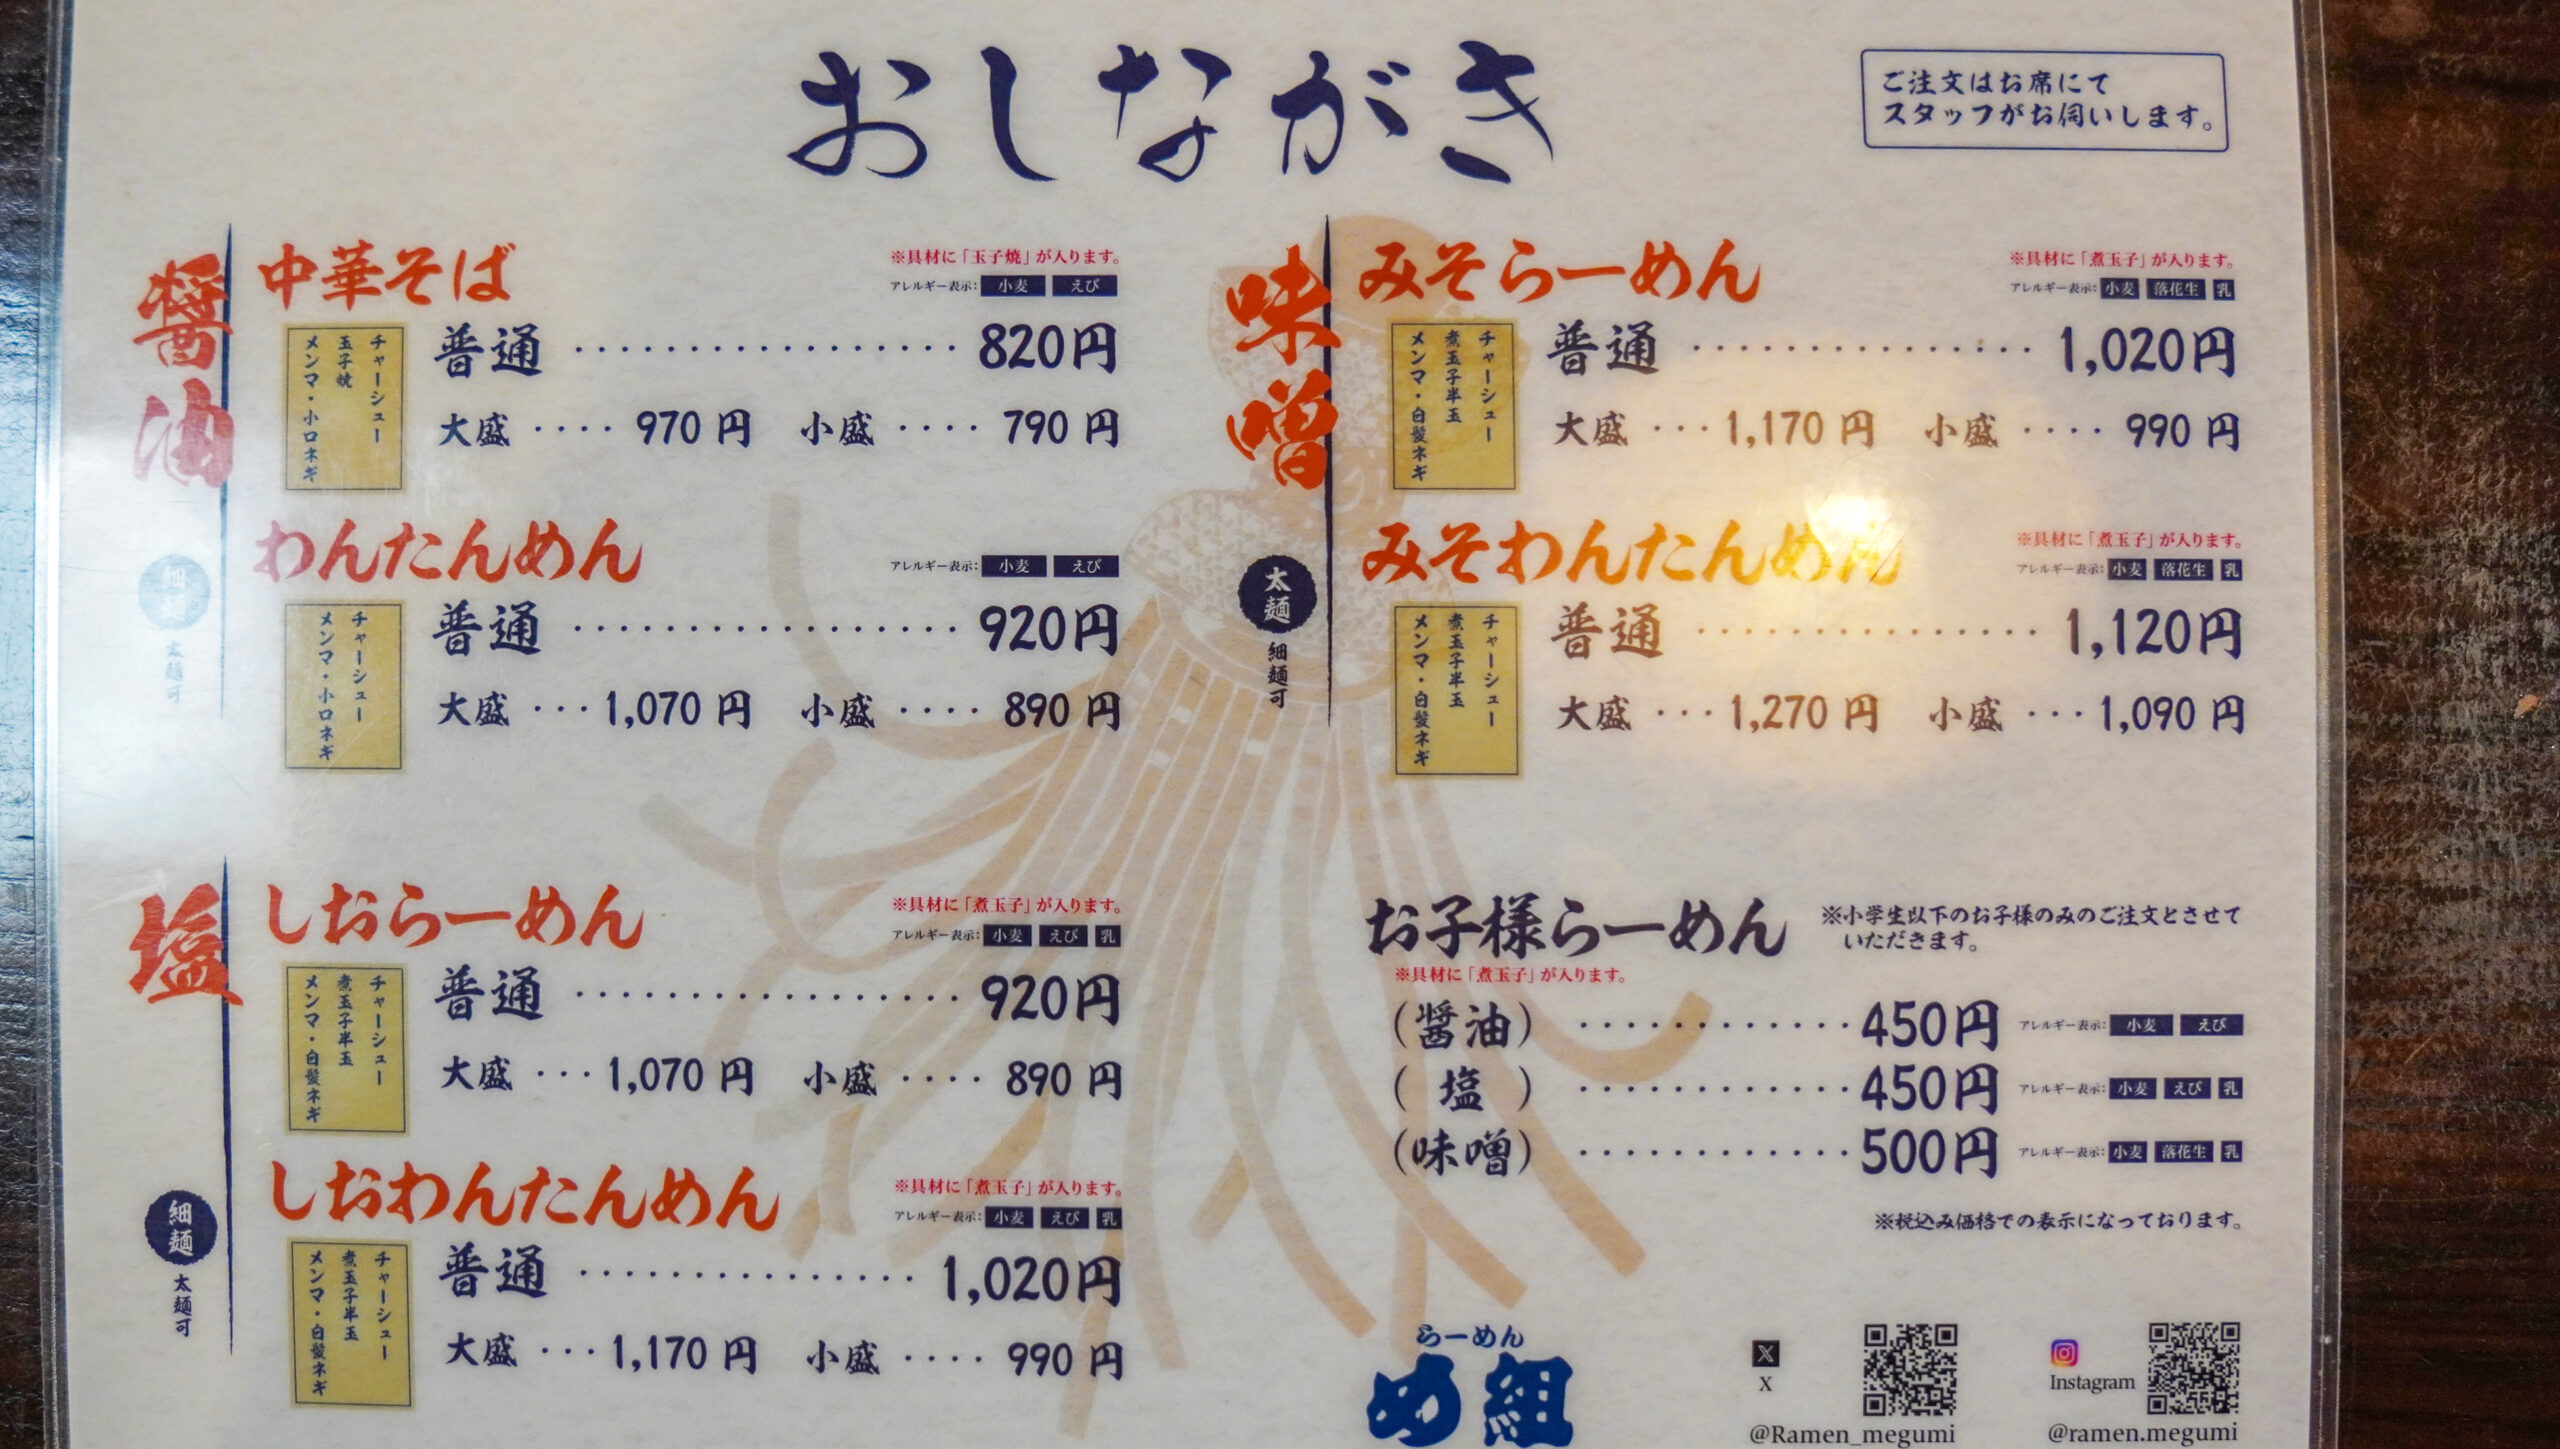 おしながき
ご注文はお席にて
スタッフがお伺いします。
醤油
細麺
太麺可
中華そば
※具材に「玉子焼」が入ります。
アレルギー表示: 小麦 えび
チャーシュー
玉子焼
メンマ・小口ネギ
普通 ・・・・・・・・・・・・・・・・・・ 820円
大盛 ・・・・ 970円 小盛 ・・・・ 790円
わんたんめん
アレルギー表示: 小麦 えび
チャーシュー
メンマ・小口ネギ
普通 ・・・・・・・・・・・・・・・・・・ 920円
大盛 ・・・ 1,070円 小盛 ・・・・ 890円
塩
細麺
太麺可
しおらーめん
※具材に「煮玉子」が入ります。
アレルギー表示: 小麦 えび 乳
チャーシュー
煮玉子半玉
メンマ・白髪ネギ
普通 ・・・・・・・・・・・・・・・・・・ 920円
大盛 ・・・ 1,070円 小盛 ・・・・ 890円
しおわんたんめん
※具材に「煮玉子」が入ります。
アレルギー表示: 小麦 えび 乳
チャーシュー
煮玉子半玉
メンマ・白髪ネギ
普通 ・・・・・・・・・・・・・・・・ 1,020円
大盛 ・・・ 1,170円 小盛 ・・・・ 990円
味噌
太麺
細麺可
みそらーめん
※具材に「煮玉子」が入ります。
アレルギー表示: 小麦 落花生 乳
チャーシュー
煮玉子半玉
メンマ・白髪ネギ
普通 ・・・・・・・・・・・・・・・・ 1,020円
大盛 ・・・ 1,170円 小盛 ・・・・ 990円
みそわんたんめん
※具材に「煮玉子」が入ります。
アレルギー表示: 小麦 落花生 乳
チャーシュー
煮玉子半玉
メンマ・白髪ネギ
普通 ・・・・・・・・・・・・・・・・ 1,120円
大盛 ・・・ 1,270円 小盛 ・・・ 1,090円
お子様らーめん
※小学生以下のお子様のみのご注文とさせて
いただきます。
※具材に「煮玉子」が入ります。
(醤油) ・・・・・・・・・・・・・ 450円 アレルギー表示: 小麦 えび
(塩) ・・・・・・・・・・・・・ 450円 アレルギー表示: 小麦 えび 乳
(味噌) ・・・・・・・・・・・・・ 500円 アレルギー表示: 小麦 落花生 乳
※税込み価格での表示になっております。
らーめん
め組
X
@Ramen_megumi
Instagram
@ramen.megumi